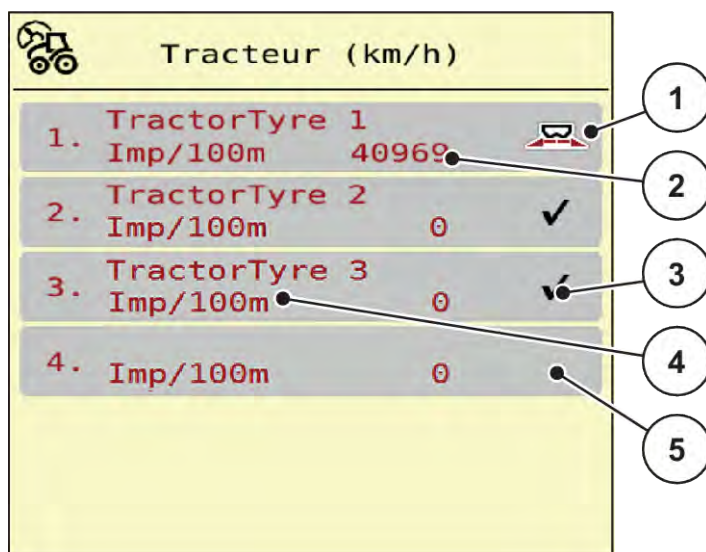 Tracteur (km/h)
1. TractorTyre 1
Imp/100m 40969
2. TractorTyre 2
Imp/100m 0
3. TractorTyre 3
Imp/100m 0
4.
Imp/100m 0
1
2
3
4
5